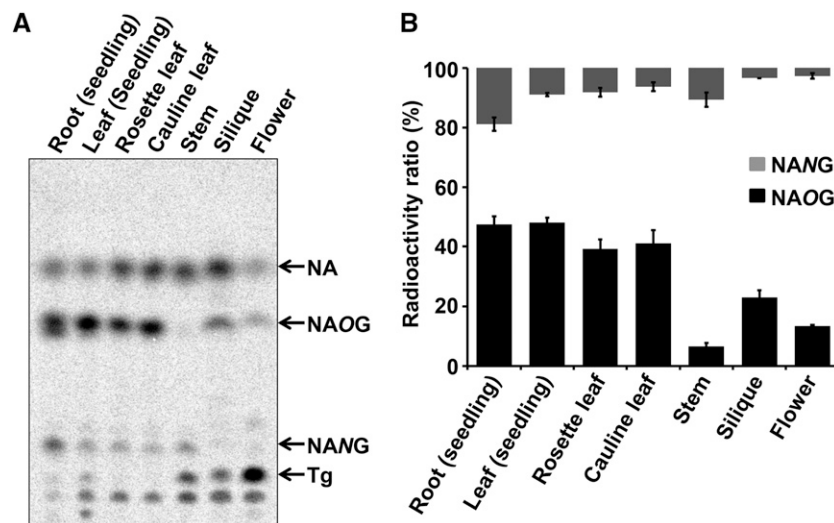 A
Root (seedling)
Leaf (Seedling)
Rosette leaf
Cauline leaf
Stem
Silique
Flower
NA
NAOG
NANG
Tg
B
Radioactivity ratio (%)
100
80
60
40
20
0
NANG
NAOG
Root (seedling)
Leaf (seedling)
Rosette leaf
Cauline leaf
Stem
Silique
Flower